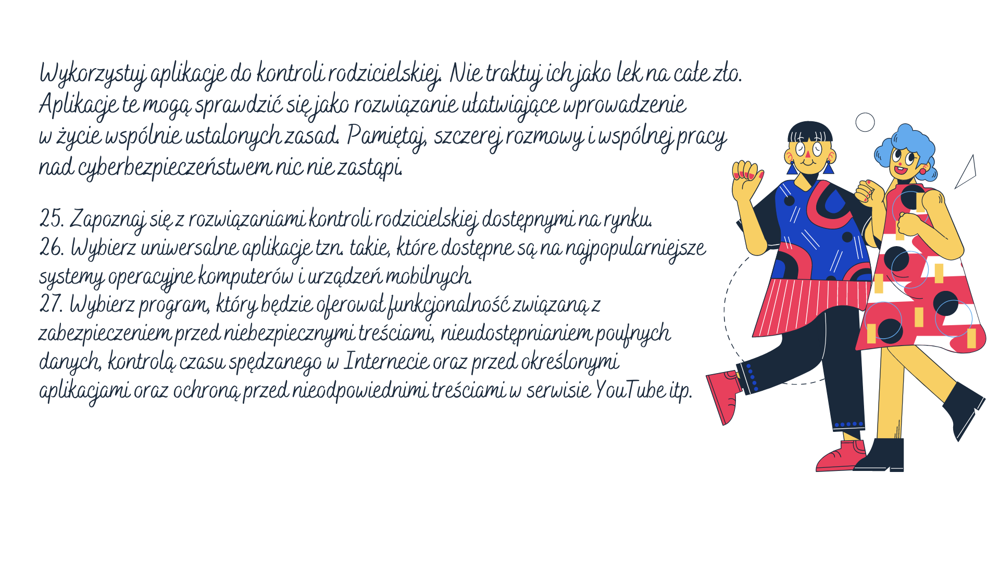 Wykorzystuj aplikacje do kontroli rodzicielskiej. Nie traktuj ich jako lek na całe zło.
Aplikacje te mogą sprawdzić się jako rozwiązanie ułatwiające wprowadzenie
w życie wspólnie ustalonych zasad. Pamiętaj, szczerej rozmowy i wspólnej pracy
nad cyberbezpieczeństwem nic nie zastąpi.
25. Zapoznaj się z rozwiązaniami kontroli rodzicielskiej dostępnymi na rynku.
26. Wybierz uniwersalne aplikacje tzn. takie, które dostępne są na najpopularniejsze
systemy operacyjne komputerów i urządzeń mobilnych.
27. Wybierz program, który będzie oferował funkcjonalność związaną z
zabezpieczeniem przed niebezpiecznymi treściami, nieudostępnianiem poufnych
danych, kontrolą czasu spędzanego w Internecie oraz przed określonymi
aplikacjami oraz ochroną przed nieodpowiednimi treściami w serwisie YouTube itp.